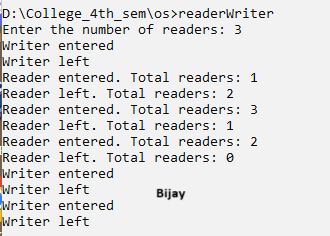 D:\College_4th_sem\os>readerWriter
Enter the number of readers: 3
Writer entered
Writer left
Reader entered. Total readers: 1
Reader left. Total readers: 2
Reader entered. Total readers: 3
Reader left. Total readers: 1
Reader entered. Total readers: 2
Reader left. Total readers: 0
Writer entered
Writer left
Bijay
Writer entered
Writer left